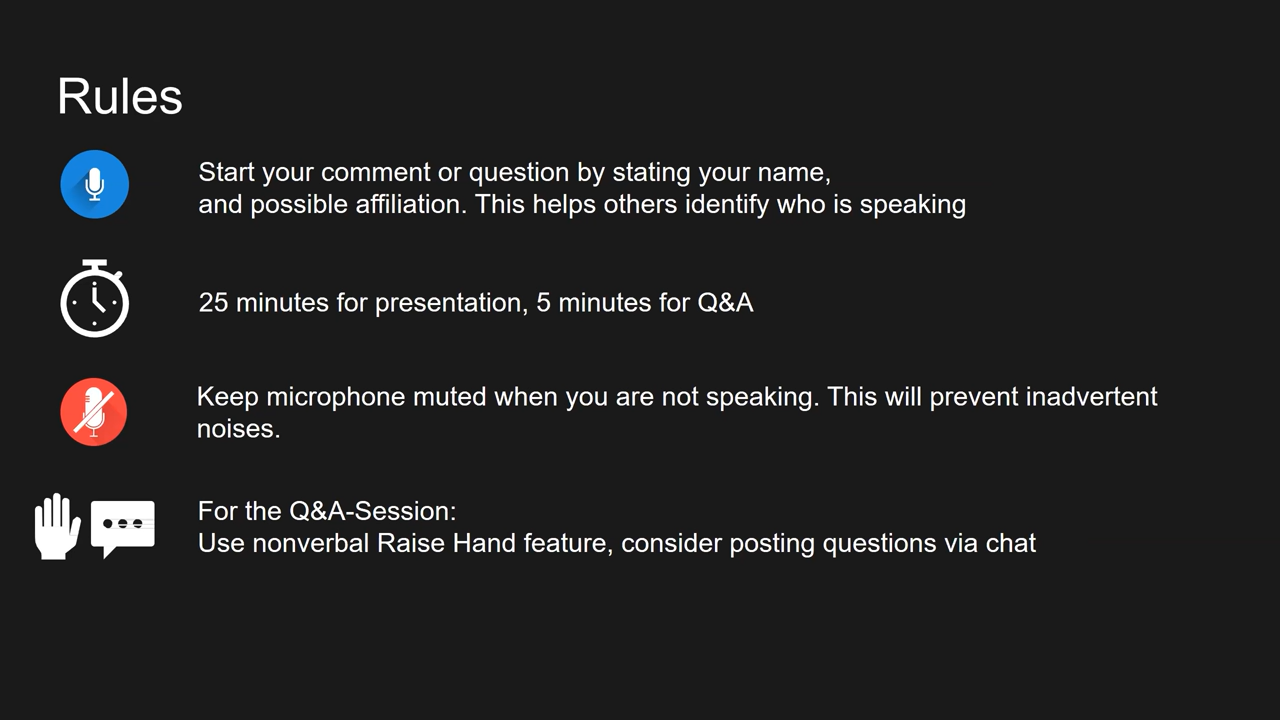 Rules
Start your comment or question by stating your name,
and possible affiliation. This helps others identify who is speaking
25 minutes for presentation, 5 minutes for Q&A
Keep microphone muted when you are not speaking. This will prevent inadvertent
noises.
For the Q&A-Session:
Use nonverbal Raise Hand feature, consider posting questions via chat